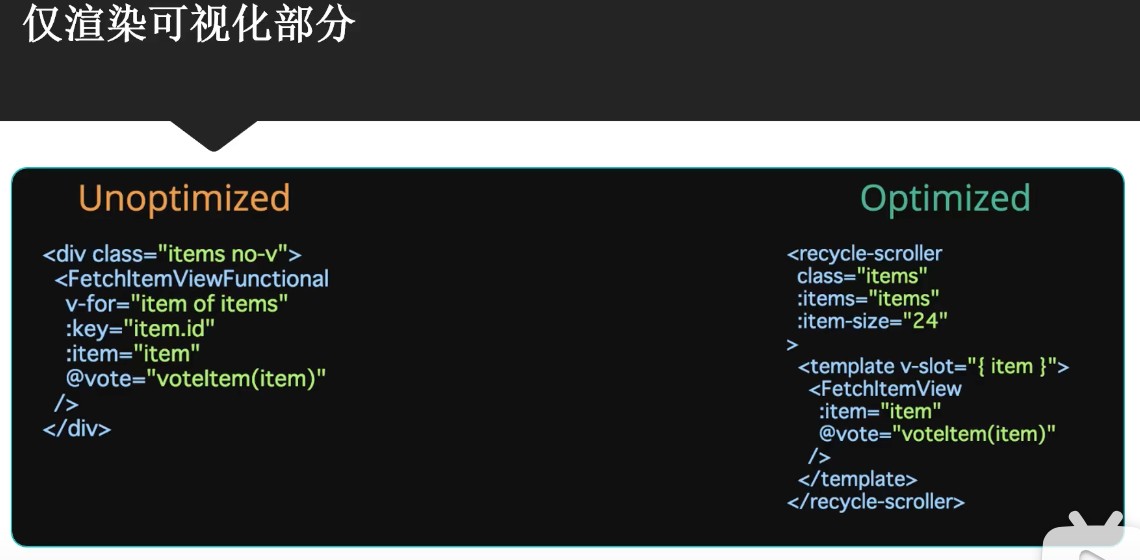 仅渲染可视化部分
Unoptimized
<div class="items no-v">
<FetchItemViewFunctional
v-for="item of items"
:key="item.id"
:item="item"
@vote="voteItem(item)"
/>
</div>
Optimized
<recycle-scroller
class="items"
:items="items"
:item-size="24"
>
<template v-slot="{ item }">
<FetchItemView
:item="item"
@vote="voteItem(item)"
/>
</template>
</recycle-scroller>